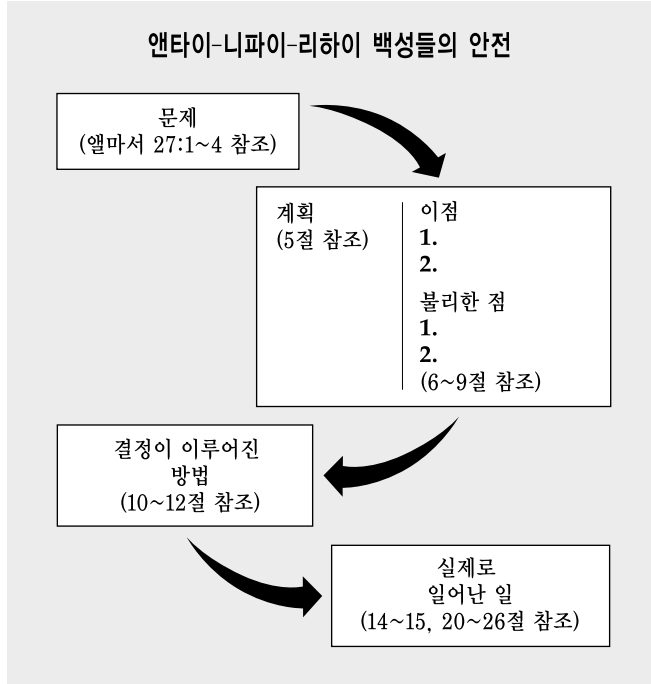 앤타이-니파이-리하이 백성들의 안전
문제
(앨마서 27:1~4 참조)
계획
(5절 참조)
이점
1.
2.
불리한 점
1.
2.
(6~9절 참조)
결정이 이루어진
방법
(10~12절 참조)
실제로
일어난 일
(14~15, 20~26절 참조)